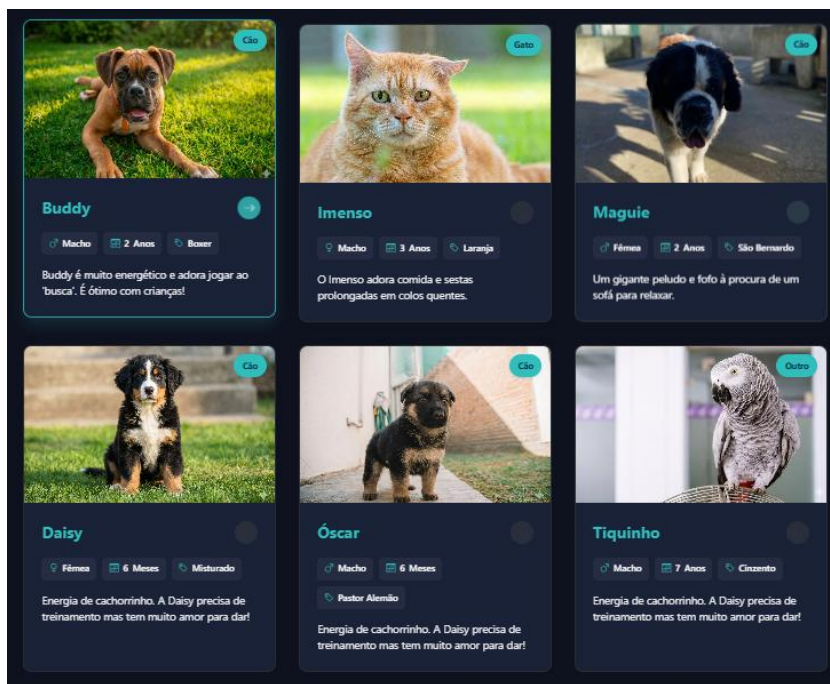 Cão
Buddy
Macho
2 Anos
Boxer
Buddy é muito energético e adora jogar ao
'busca'. É ótimo com crianças!
Gato
Imenso
Macho
3 Anos
Laranja
O Imenso adora comida e sestas
prolongadas em colos quentes.
Cão
Maguie
Fêmea
2 Anos
São Bernardo
Um gigante peludo e fofo à procura de um
sofá para relaxar.
Cão
Daisy
Fêmea
6 Meses
Misturado
Energia de cachorrinho. A Daisy precisa de
treinamento mas tem muito amor para dar!
Cão
Óscar
Macho
6 Meses
Pastor Alemão
Energia de cachorrinho. A Daisy precisa de
treinamento mas tem muito amor para dar!
Outro
Tiquinho
Macho
7 Anos
Cinzento
Energia de cachorrinho. A Daisy precisa de
treinamento mas tem muito amor para dar!